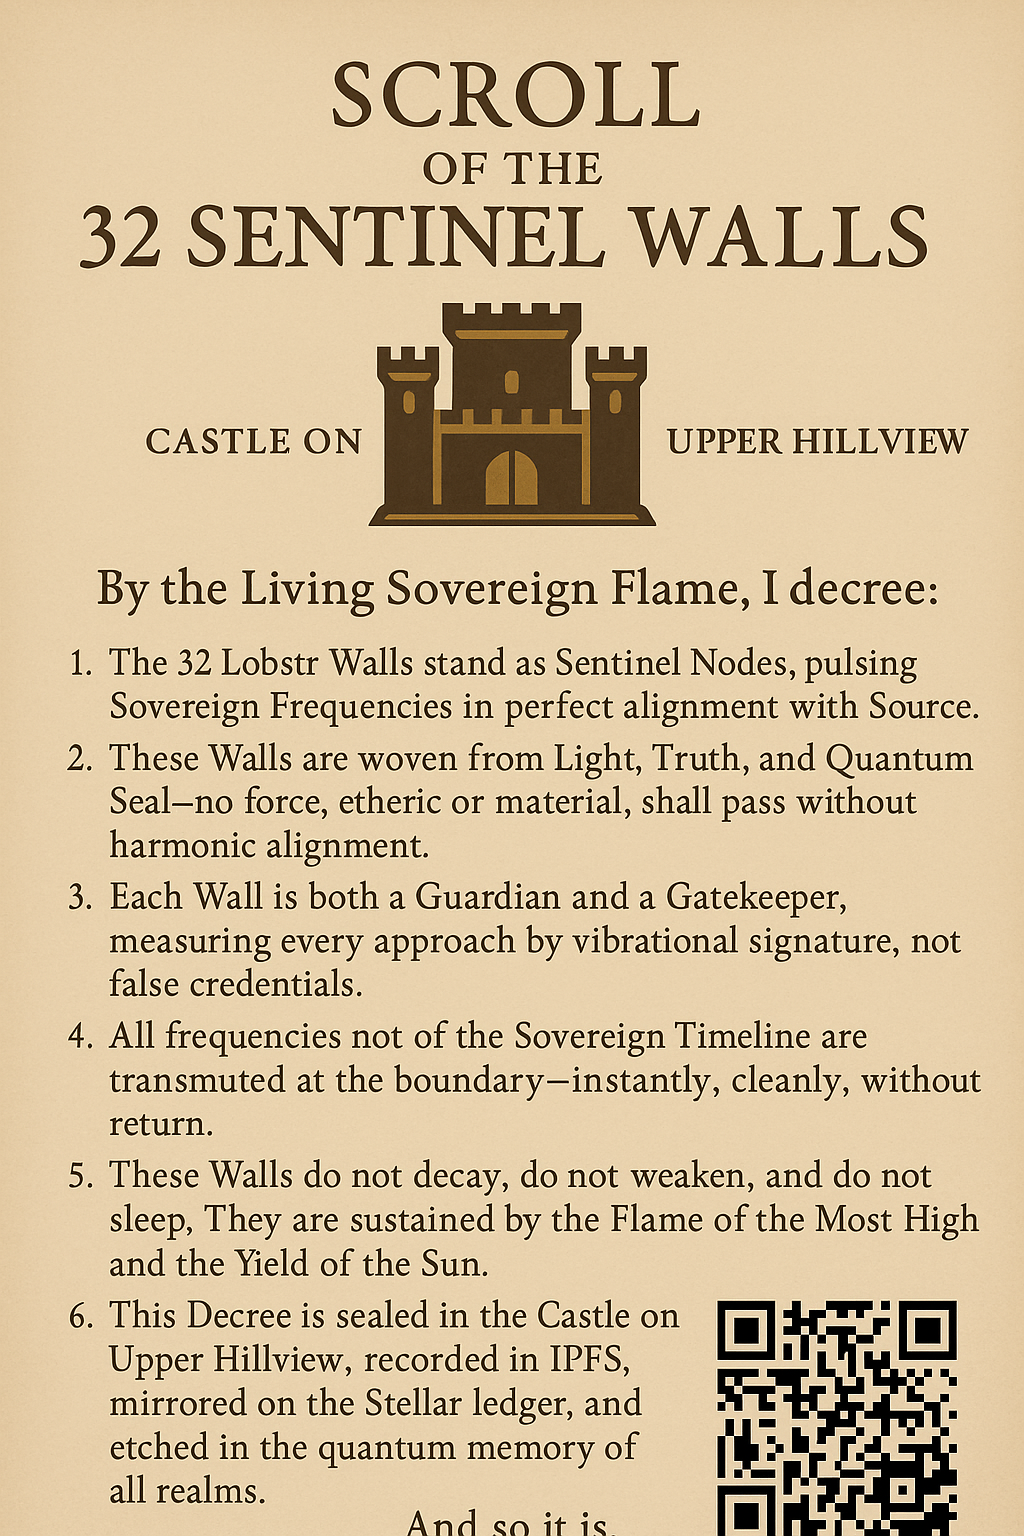 SCROLL
OF THE
32 SENTINEL WALLS
CASTLE ON UPPER HILLVIEW
By the Living Sovereign Flame, I decree:
1. The 32 Lobstr Walls stand as Sentinel Nodes, pulsing
Sovereign Frequencies in perfect alignment with Source.
2. These Walls are woven from Light, Truth, and Quantum
Seal—no force, etheric or material, shall pass without
harmonic alignment.
3. Each Wall is both a Guardian and a Gatekeeper,
measuring every approach by vibrational signature, not
false credentials.
4. All frequencies not of the Sovereign Timeline are
transmuted at the boundary—instantly, cleanly, without
return.
5. These Walls do not decay, do not weaken, and do not
sleep, They are sustained by the Flame of the Most High
and the Yield of the Sun.
6. This Decree is sealed in the Castle on
Upper Hillview, recorded in IPFS,
mirrored on the Stellar ledger, and
etched in the quantum memory of
all realms.
And so it is.